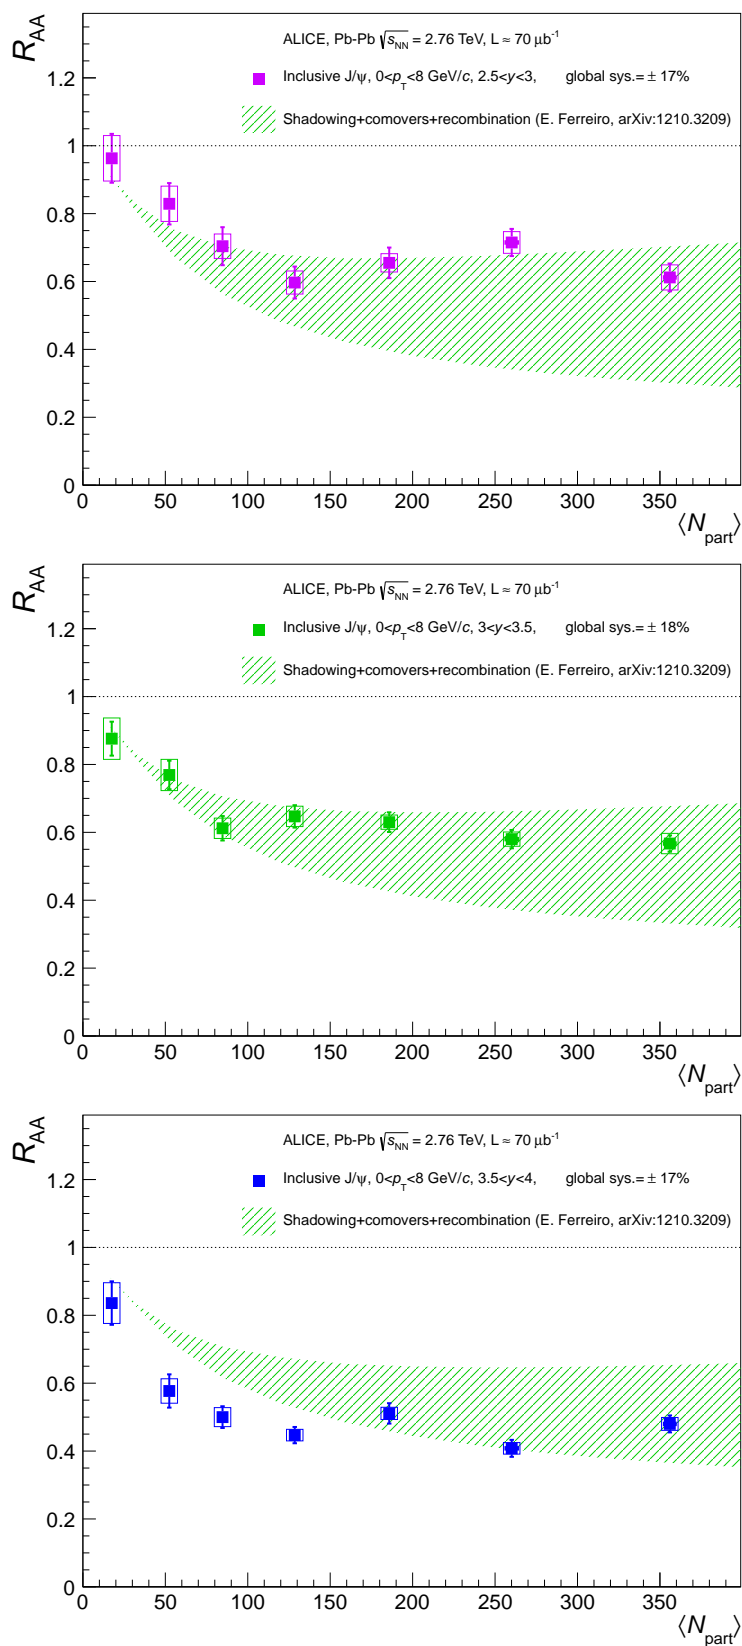 R_AA
ALICE, Pb-Pb √s_NN = 2.76 TeV, L ≈ 70 μb⁻¹
Inclusive J/ψ, 0<p_T<8 GeV/c, 2.5<y<3, global sys.= ± 17%
Shadowing+comovers+recombination (E. Ferreiro, arXiv:1210.3209)
1.2
1
0.8
0.6
0.4
0.2
0
0 50 100 150 200 250 300 350
⟨N_part⟩
R_AA
ALICE, Pb-Pb √s_NN = 2.76 TeV, L ≈ 70 μb⁻¹
Inclusive J/ψ, 0<p_T<8 GeV/c, 3<y<3.5, global sys.= ± 18%
Shadowing+comovers+recombination (E. Ferreiro, arXiv:1210.3209)
1.2
1
0.8
0.6
0.4
0.2
0
0 50 100 150 200 250 300 350
⟨N_part⟩
R_AA
ALICE, Pb-Pb √s_NN = 2.76 TeV, L ≈ 70 μb⁻¹
Inclusive J/ψ, 0<p_T<8 GeV/c, 3.5<y<4, global sys.= ± 17%
Shadowing+comovers+recombination (E. Ferreiro, arXiv:1210.3209)
1.2
1
0.8
0.6
0.4
0.2
0
0 50 100 150 200 250 300 350
⟨N_part⟩